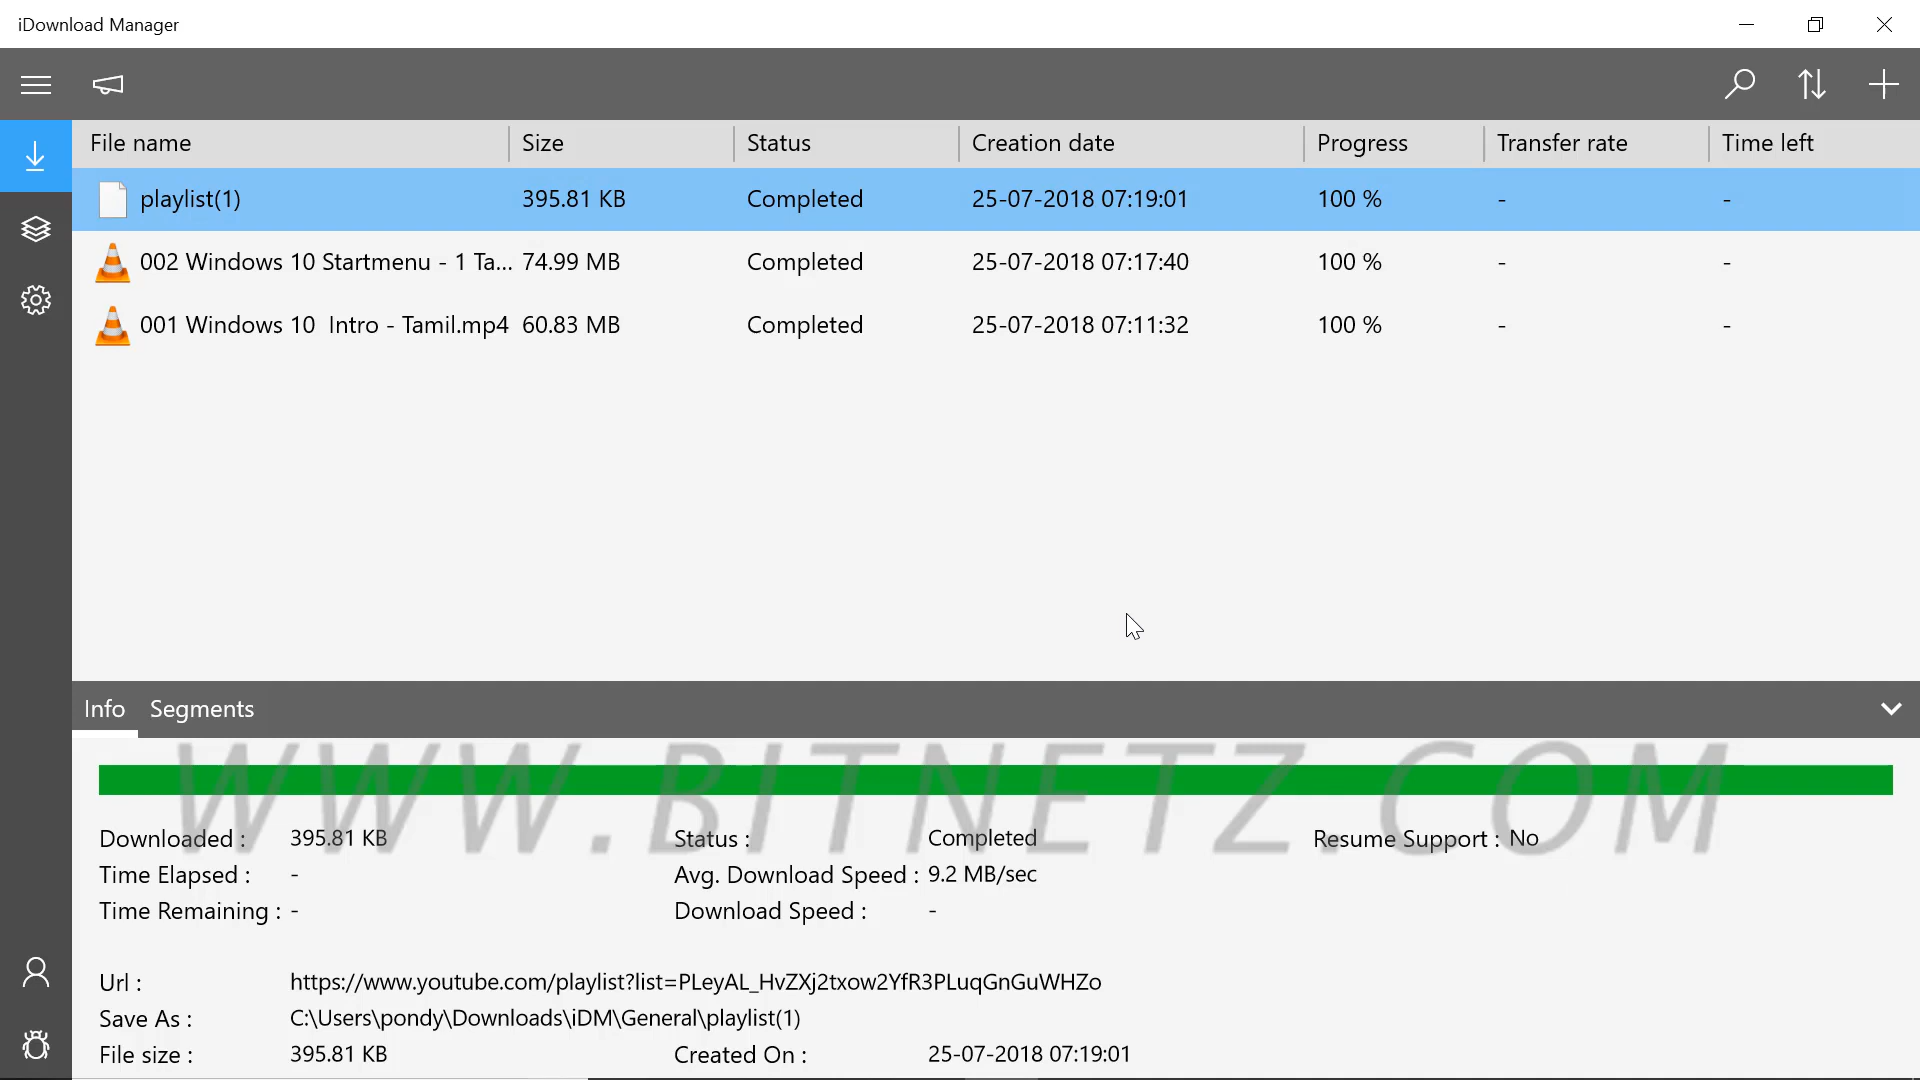 iDownload Manager
File name Size Status Creation date Progress Transfer rate Time left
playlist(1) 395.81 KB Completed 25-07-2018 07:19:01 100 % - -
002 Windows 10 Startmenu - 1 Ta... 74.99 MB Completed 25-07-2018 07:17:40 100 % - -
001 Windows 10  Intro - Tamil.mp4 60.83 MB Completed 25-07-2018 07:11:32 100 % - -
Info Segments
WWW.BITNETZ.COM
Downloaded : 395.81 KB Status : Completed Resume Support : No
Time Elapsed : - Avg. Download Speed : 9.2 MB/sec
Time Remaining : - Download Speed : -
Url : https://www.youtube.com/playlist?list=PLeyAL_HvZXj2txow2YfR3PLuqGnGuWHZo
Save As : C:\Users\pondy\Downloads\iDM\General\playlist(1)
File size : 395.81 KB Created On : 25-07-2018 07:19:01